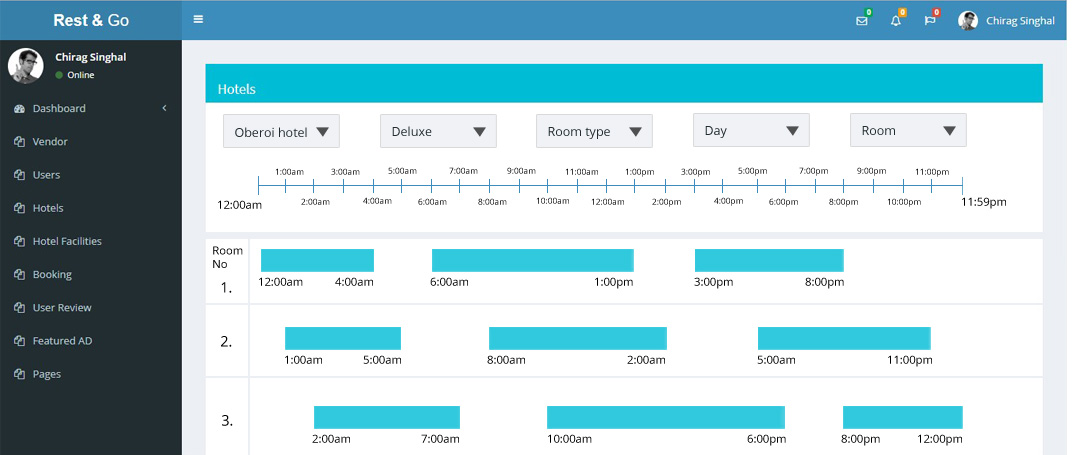 Rest & Go
0 0 0 Chirag Singhal
Chirag Singhal
Online
Dashboard
Vendor
Users
Hotels
Hotel Facilities
Booking
User Review
Featured AD
Pages
Hotels
Oberoi hotel Deluxe Room type Day Room
1:00am 3:00am 5:00am 7:00am 9:00am 11:00am 1:00pm 3:00pm 5:00pm 7:00pm 9:00pm 11:00pm
12:00am 2:00am 4:00am 6:00am 8:00am 10:00am 12:00am 2:00pm 4:00pm 6:00pm 8:00pm 10:00pm 11:59pm
Room
No
1.
12:00am 4:00am 6:00am 1:00pm 3:00pm 8:00pm
2.
1:00am 5:00am 8:00am 2:00am 5:00am 11:00pm
3.
2:00am 7:00am 10:00am 6:00pm 8:00pm 12:00pm